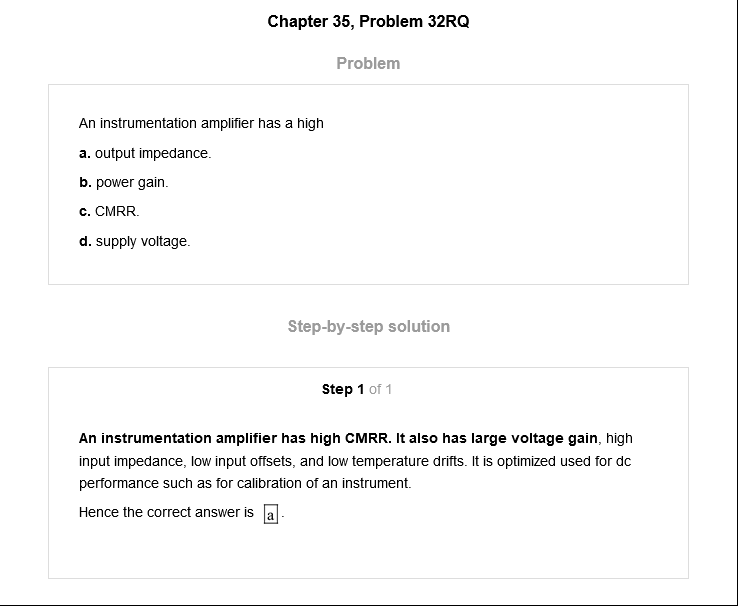 Chapter 35, Problem 32RQ
Problem
An instrumentation amplifier has a high
a. output impedance.
b. power gain.
c. CMRR.
d. supply voltage.
Step-by-step solution
Step 1 of 1
An instrumentation amplifier has high CMRR. It also has large voltage gain, high
input impedance, low input offsets, and low temperature drifts. It is optimized used for dc
performance such as for calibration of an instrument.
Hence the correct answer is a.